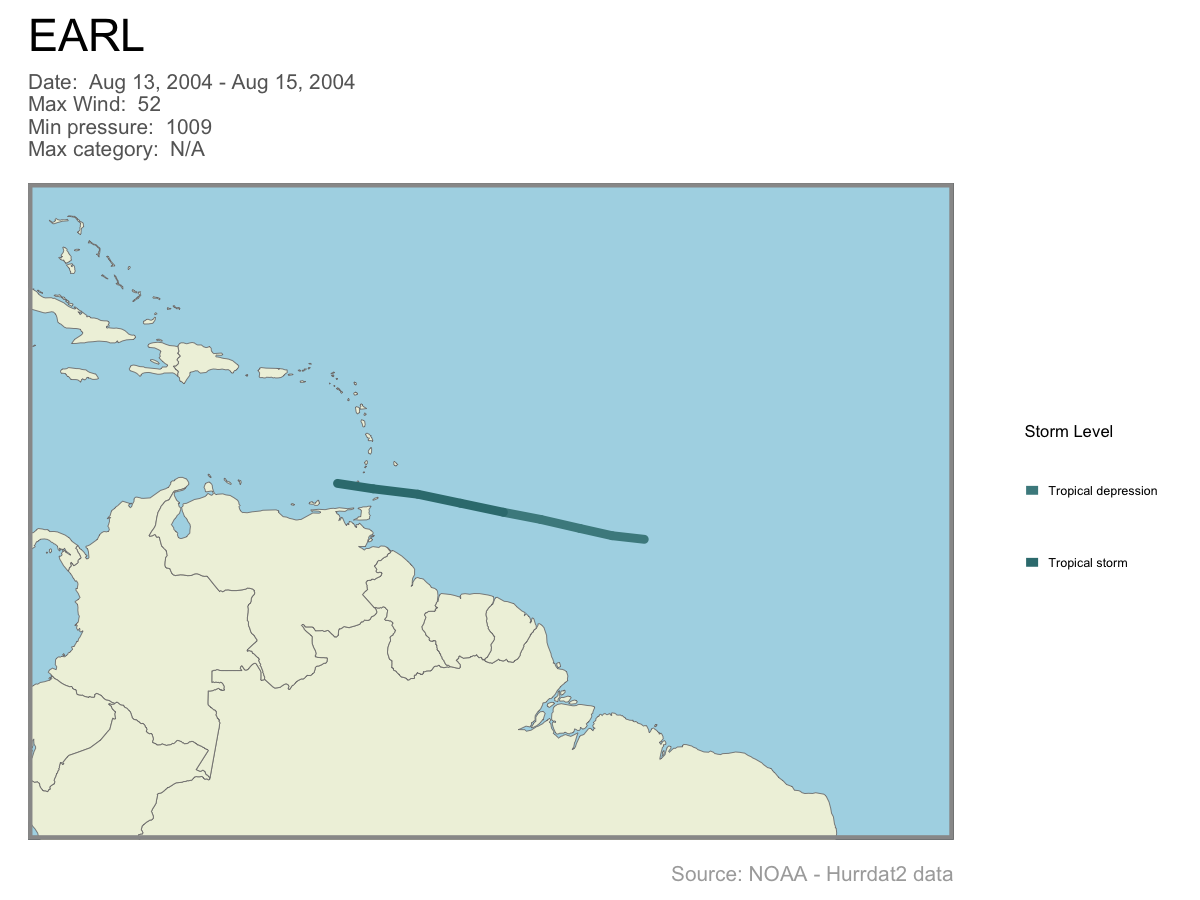 EARL
Date:  Aug 13, 2004 - Aug 15, 2004
Max Wind:  52
Min pressure:  1009
Max category:  N/A
Storm Level
Tropical depression
Tropical storm
Source: NOAA - Hurrdat2 data